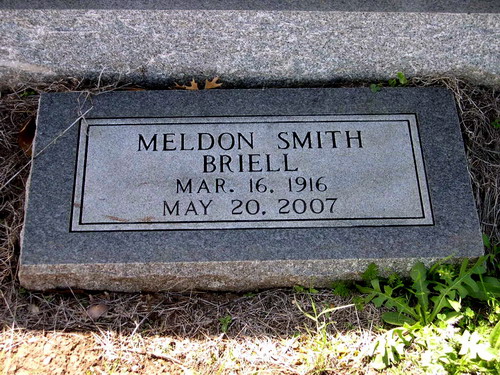 MELDON SMITH
BRIELL
MAR. 16. 1916
MAY 20. 2007